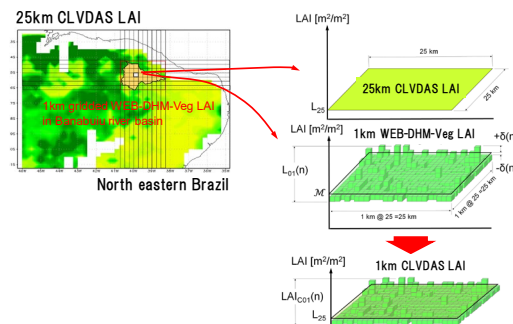 25km CLVDAS LAI
1km gridded WEB-DHM-Veg LAI
in Banabuiu river basin
North eastern Brazil
LAI [m²/m²]
25 km
25km CLVDAS LAI
25 km
L₂₅
LAI [m²/m²]
1km WEB-DHM-Veg LAI
+δ(n
L₀₁(n)
-δ(n
ℳ
1 km @ 25 =25 km
1 km @ 25 =25 km
LAI [m²/m²]
1km CLVDAS LAI
LAI_C01(n)
L₂₅